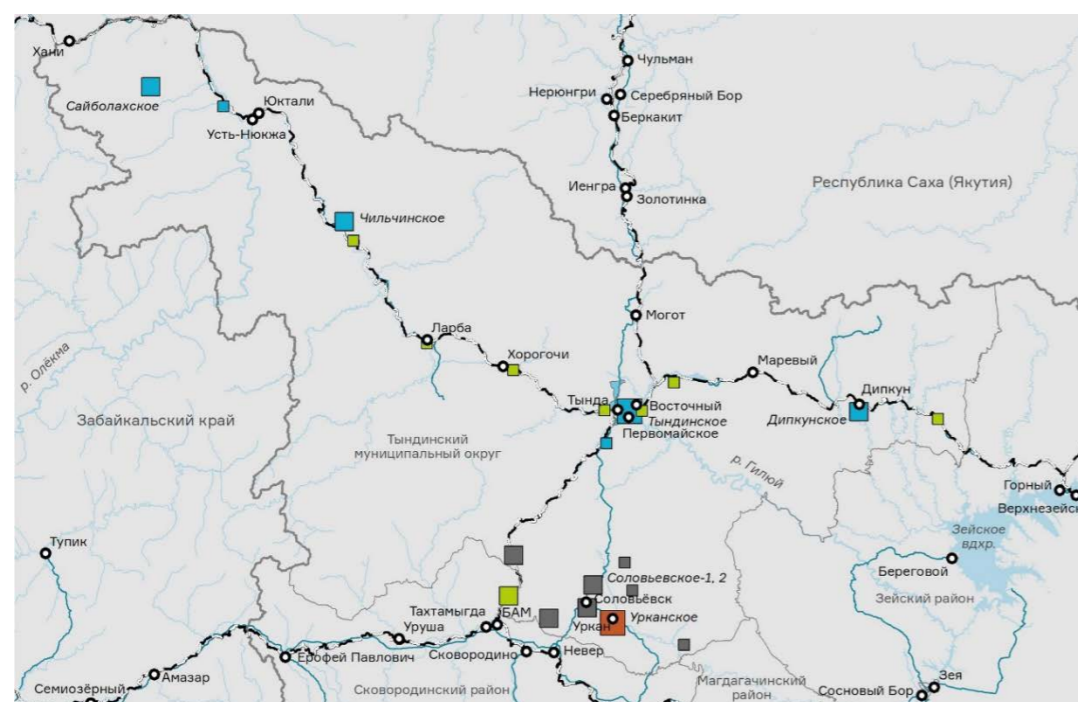 Хани
Чульман
Сайболахское
Нерюнгри
Серебряный Бор
Юктали
Беркакит
Усть-Нюкжа
Иенгра
Республика Саха (Якутия)
Золотинка
Чильчинское
Могот
Ларба
р. Олёкма
Хорогочи
Маревый
Дипкун
Тында
Восточный
Забайкальский край
Тындинское
Дипкунское
Первомайское
Тындинский
муниципальный округ
р. Гилюй
Горный
Верхнезейск
Зейское
вдхр.
Тупик
Береговой
Соловьевское-1, 2
Соловьёвск
Зейский район
Тахтамыгда
БАМ
Урканское
Уруша
Уркан
Ерофей Павлович
Сковородино
Невер
Амазар
Зея
Магдагачинский
район
Семиозёрный
Сковородинский район
Сосновый Бор